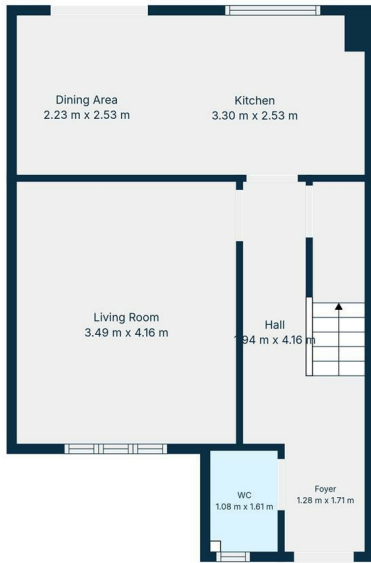 Dining Area
2.23 m x 2.53 m
Kitchen
3.30 m x 2.53 m
Living Room
3.49 m x 4.16 m
Hall
1.94 m x 4.16 m
WC
1.08 m x 1.61 m
Foyer
1.28 m x 1.71 m